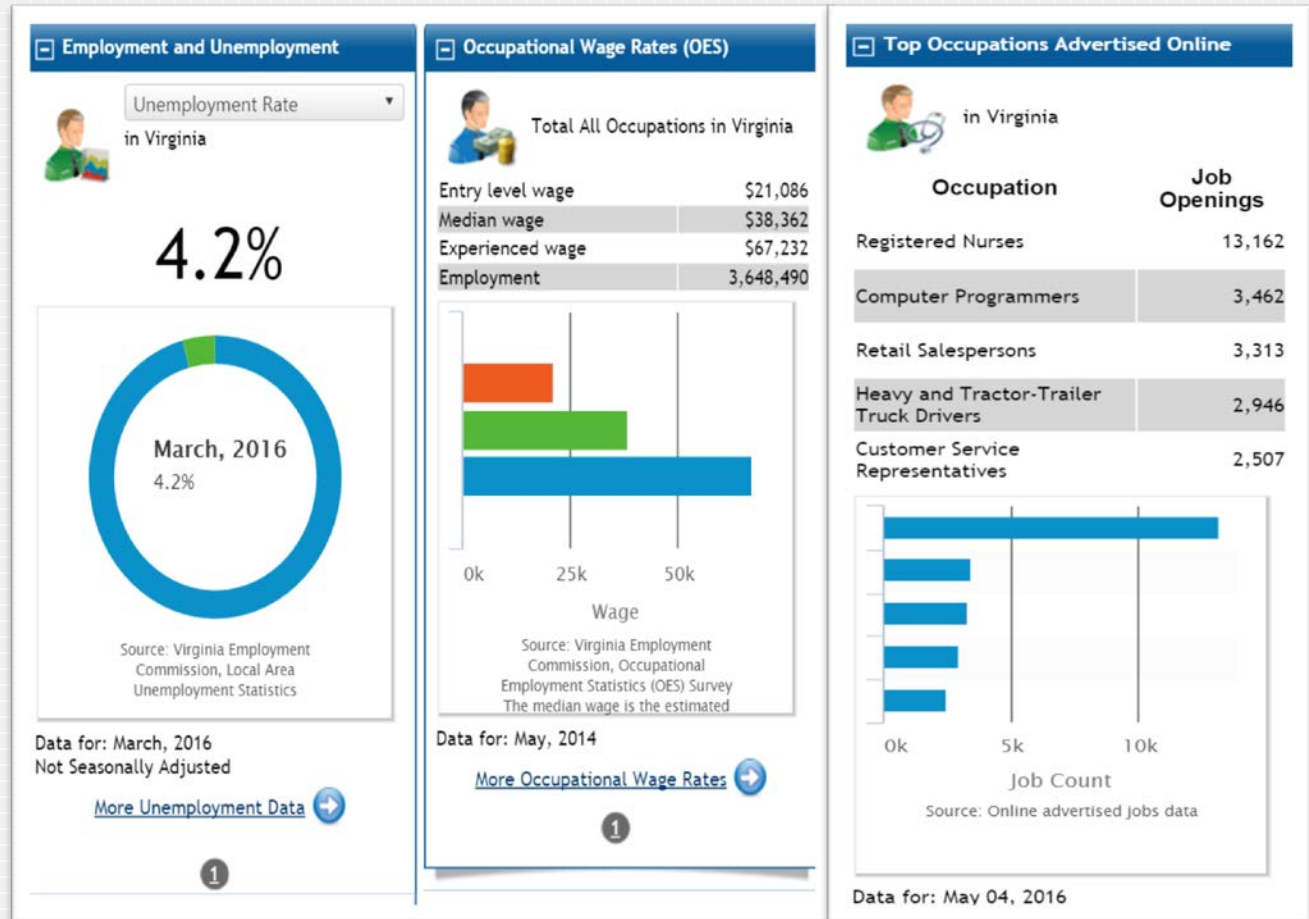 Employment and Unemployment
Unemployment Rate
in Virginia
4.2%
March, 2016
4.2%
Source: Virginia Employment
Commission, Local Area
Unemployment Statistics
Data for: March, 2016
Not Seasonally Adjusted
More Unemployment Data
1
Occupational Wage Rates (OES)
Total All Occupations in Virginia
Entry level wage $21,086
Median wage $38,362
Experienced wage $67,232
Employment 3,648,490
0k 25k 50k
Wage
Source: Virginia Employment
Commission, Occupational
Employment Statistics (OES) Survey
The median wage is the estimated
Data for: May, 2014
More Occupational Wage Rates
1
Top Occupations Advertised Online
in Virginia
Occupation Job
Openings
Registered Nurses 13,162
Computer Programmers 3,462
Retail Salespersons 3,313
Heavy and Tractor-Trailer
Truck Drivers 2,946
Customer Service
Representatives 2,507
0k 5k 10k
Job Count
Source: Online advertised jobs data
Data for: May 04, 2016